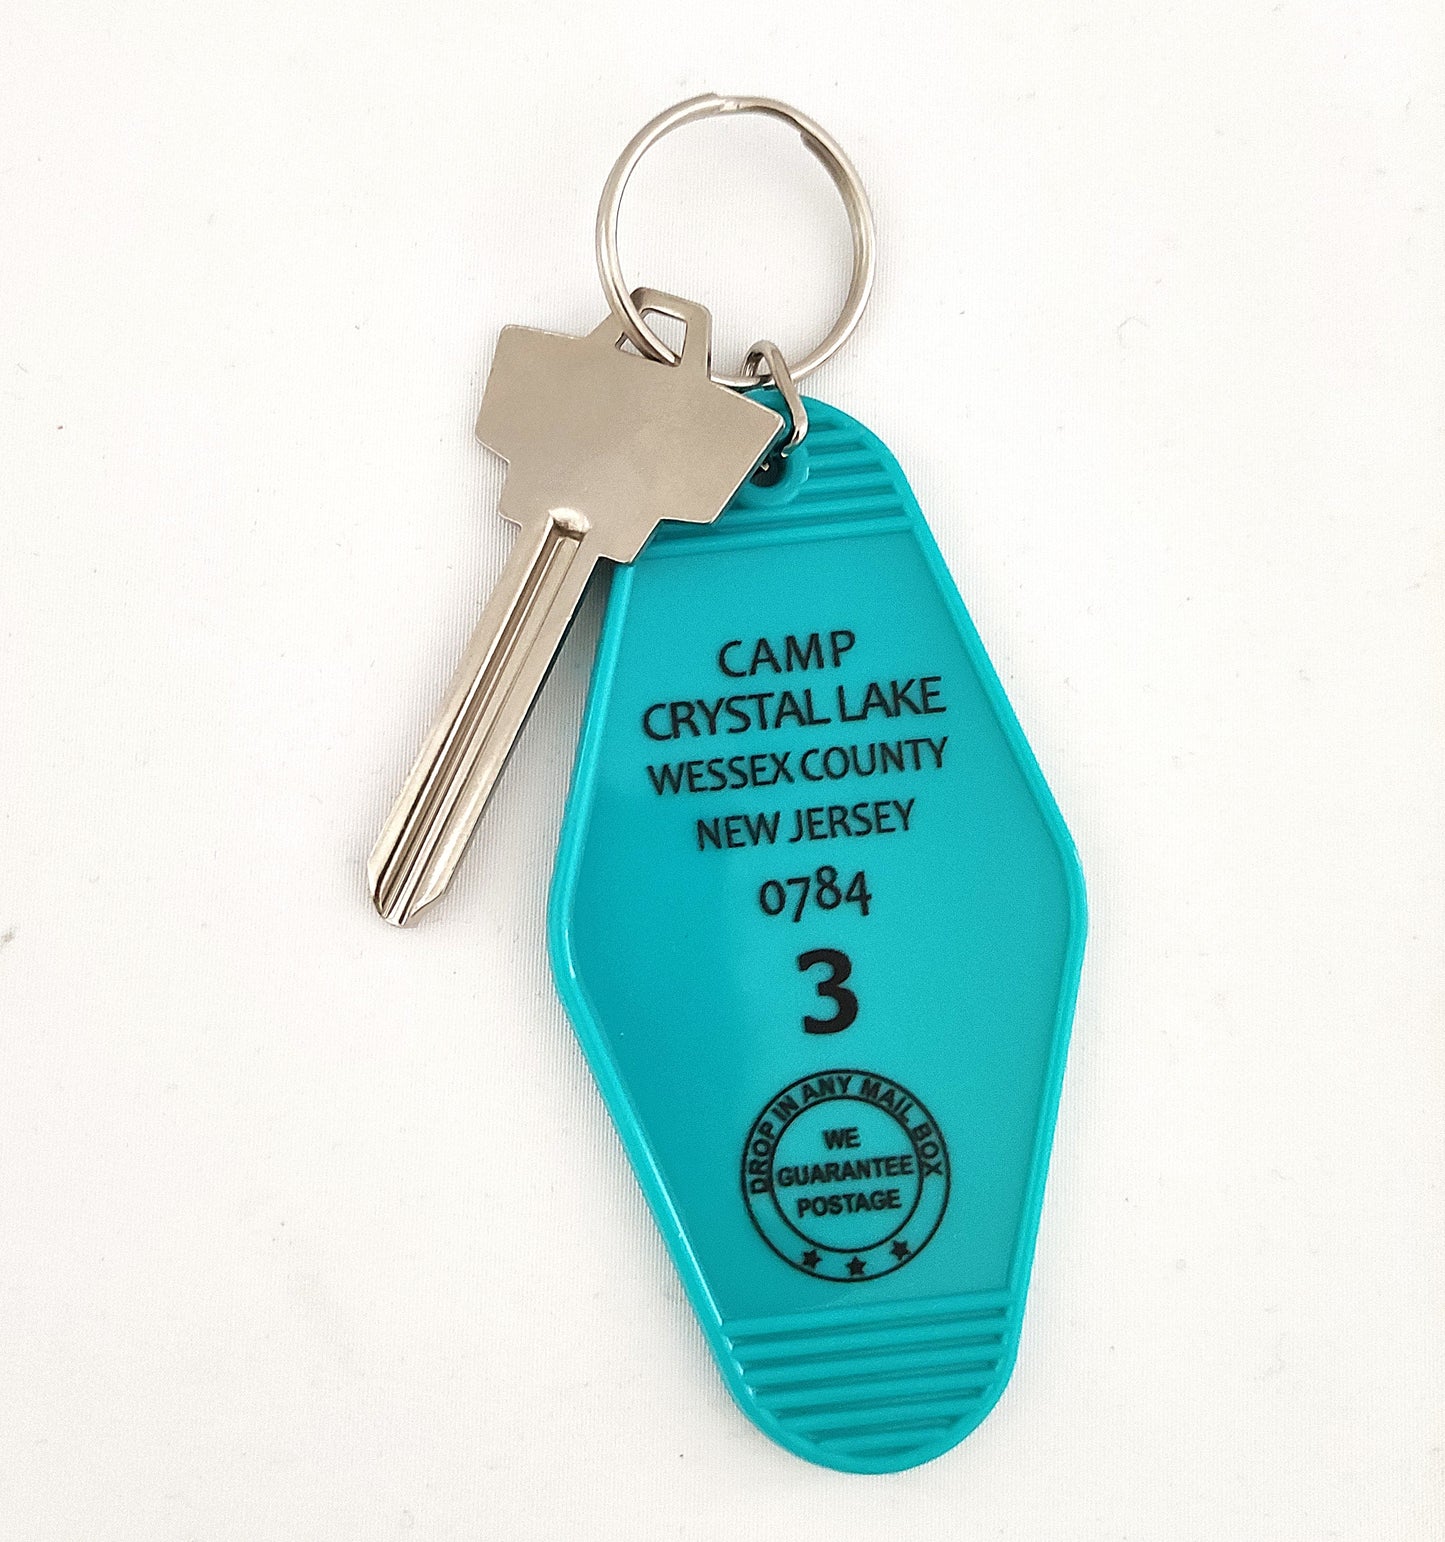 CAMP
CRYSTAL LAKE
WESSEX COUNTY
NEW JERSEY
0784
3
DROP IN ANY MAIL BOX
WE
GUARANTEE
POSTAGE